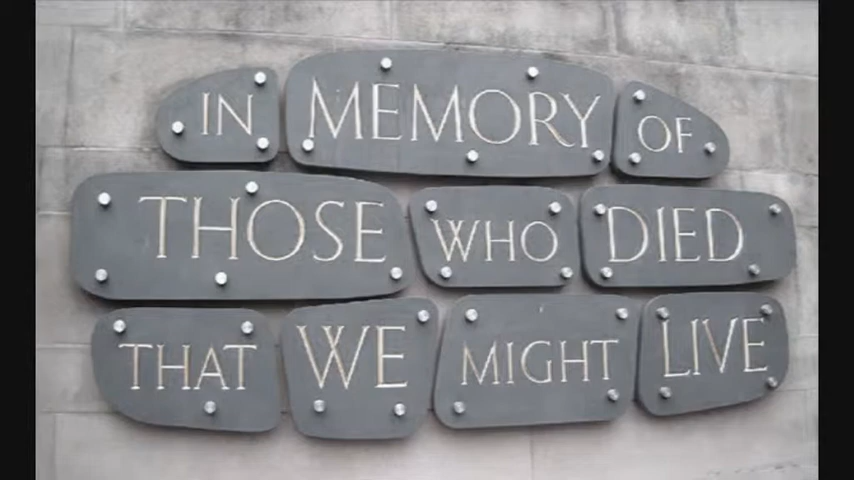 IN MEMORY OF
THOSE WHO DIED
THAT WE MIGHT LIVE